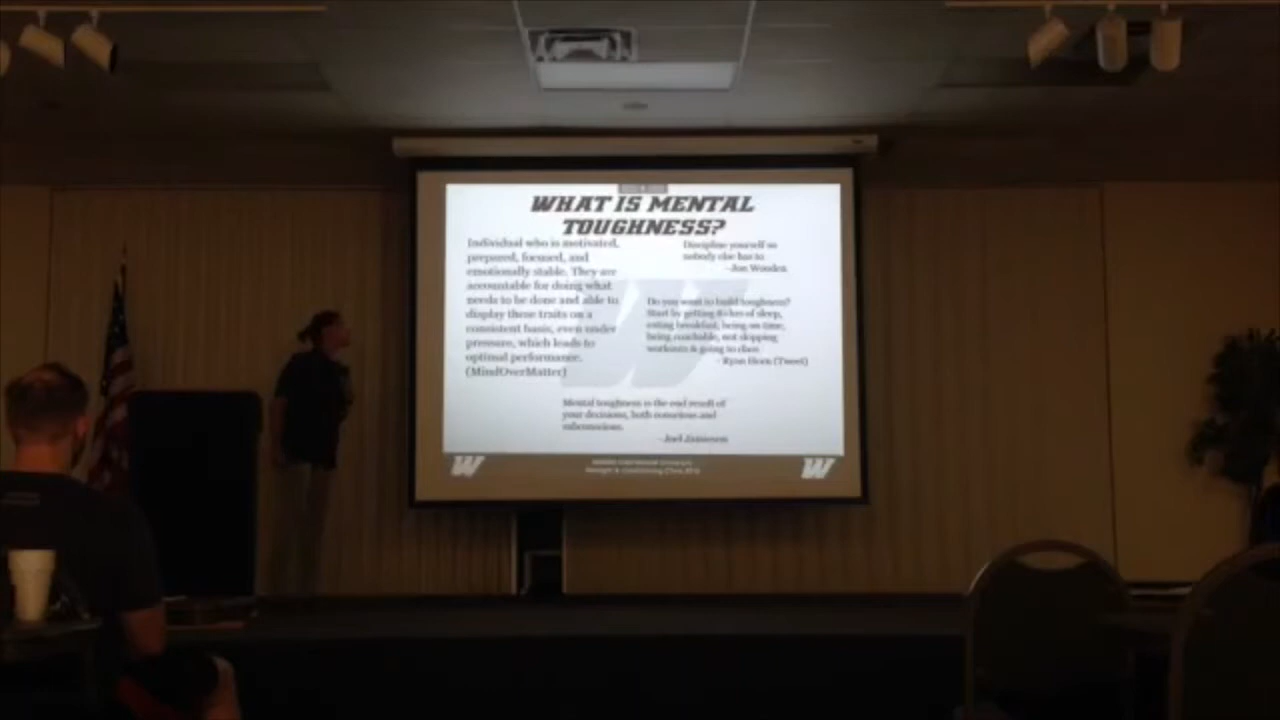 WHAT IS MENTAL
TOUGHNESS?
Individual who is motivated,
prepared, focused, and
emotionally stable. They are
accountable for doing what
needs to be done and able to
display these traits on a
consistent basis, even under
pressure, which leads to
optimal performance.
(MindOverMatter)
Discipline yourself so
nobody else has to
-Jon Wooden
Do you want to build toughness?
Start by getting 8+hrs of sleep,
eating breakfast, being on time,
being coachable, not skipping
workouts & going to class
- Ryan Horn (Tweet)
Mental toughness is the end result of
your decisions, both conscious and
subconscious.
-Joel Jamieson
W
Strength & Conditioning Clinic
W